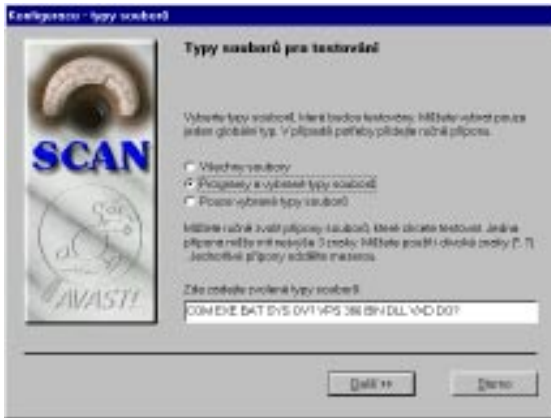 Konfigurace - typy souborů
Typy souborů pro testování
Vyberte typy souborů, které budou testovány. Můžete vybrat pouze
jeden globální typ. V případě potřeby přidejte ručně příponu.
SCAN
Všechny soubory
Programy a vybrané typy souborů
Pouze vybrané typy souborů
Můžete ručně zvolit přípony souborů, které chcete testovat. Jedna
přípona může mít nejvýše 3 znaky. Můžete použít i divoké znaky (*, ?).
Jednotlivé přípony oddělte mezerou.
AVAST!
Zde zadejte zvolené typy souborů
COM EXE BAT SYS OV? VPS 386 BIN DLL VXD DO?
Další >>
Storno